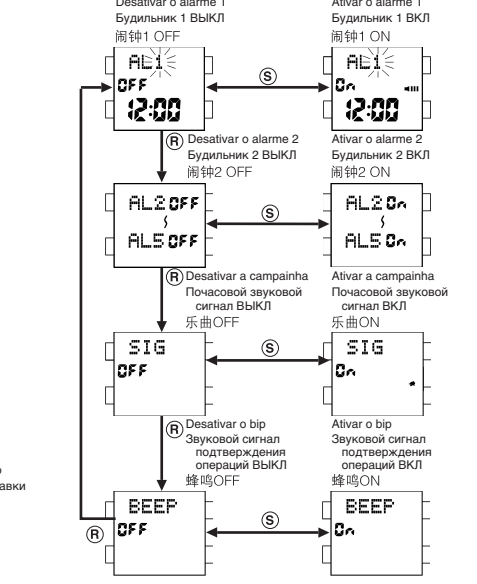 Desativar o alarme 1
Будильник 1 ВЫКЛ
闹钟1 OFF
Ativar o alarme 1
Будильник 1 ВКЛ
闹钟1 ON
AL1
OFF
12:00
S
AL1
On
12:00
R
Desativar o alarme 2
Будильник 2 ВЫКЛ
闹钟2 OFF
Ativar o alarme 2
Будильник 2 ВКЛ
闹钟2 ON
AL2 OFF
AL5 OFF
S
AL2 On
AL5 On
R
Desativar a campainha
Почасовой звуковой
сигнал ВЫКЛ
乐曲OFF
Ativar a campainha
Почасовой звуковой
сигнал ВКЛ
乐曲ON
SIG
OFF
S
SIG
On
R
Desativar o bip
Звуковой сигнал
подтверждения
операций ВЫКЛ
蜂鸣OFF
Ativar o bip
Звуковой сигнал
подтверждения
операций ВКЛ
蜂鸣ON
авки
BEEP
OFF
R
S
BEEP
On